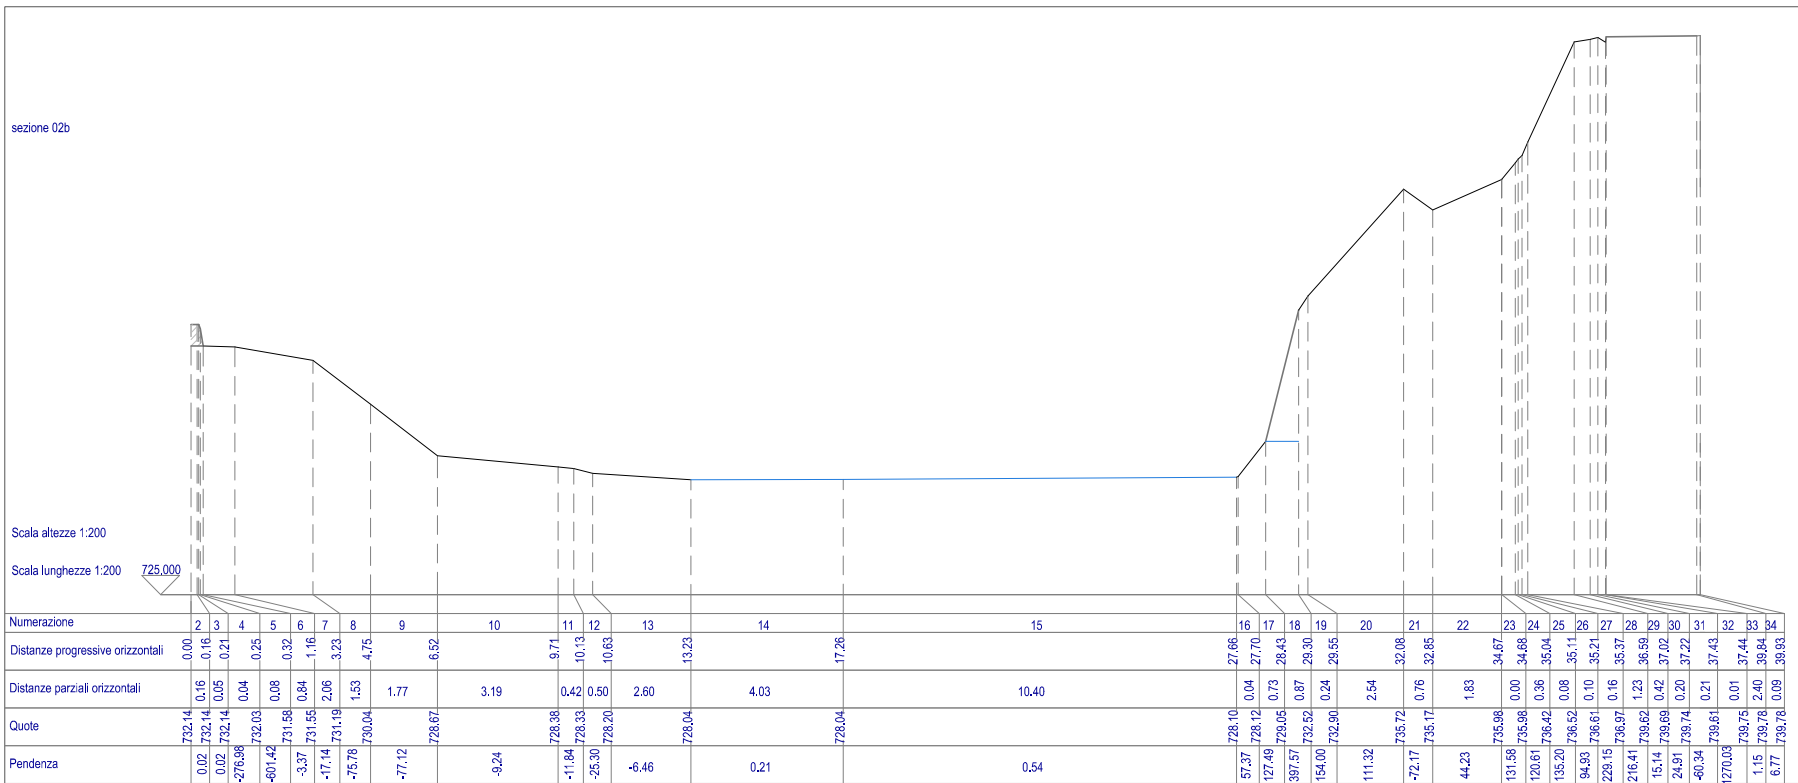 sezione 02b
Scala altezze 1:200
Scala lunghezze 1:200 725,000
Numerazione 2 3 4 5 6 7 8 9 10 11 12 13 14 15 16 17 18 19 20 21 22 23 24 25 26 27 28 29 30 31 32 33 34
Distanze progressive orizzontali 0.00 0.16 0.21 0.25 0.32 1.16 3.23 4.75 6.52 9.71 10.13 10.63 13.23 17.26 27.66 27.70 28.43 29.30 29.55 32.08 32.85 34.67 34.68 35.04 35.11 35.21 35.37 36.59 37.02 37.22 37.43 37.44 39.84 39.93
Distanze parziali orizzontali 0.16 0.05 0.04 0.08 0.84 2.06 1.53 1.77 3.19 0.42 0.50 2.60 4.03 10.40 0.04 0.73 0.87 0.24 2.54 0.76 1.83 0.00 0.36 0.08 0.10 0.16 1.23 0.42 0.20 0.21 0.01 2.40 0.09
Quote 732.14 732.14 732.14 732.03 731.58 731.55 731.19 730.04 728.67 728.38 728.33 728.20 728.04 728.04 728.10 728.12 729.05 732.52 732.90 735.72 735.17 735.98 735.98 736.42 736.52 736.61 736.97 739.62 739.69 739.74 739.61 739.75 739.78 739.78
Pendenza 0.02 0.02 -276.98 -601.42 -3.37 -17.14 -75.78 -77.12 -9.24 -11.84 -25.30 -6.46 0.21 0.54 57.37 127.49 397.57 154.00 111.32 -72.17 44.23 131.58 120.61 135.20 94.93 229.15 216.41 15.14 24.91 -60.34 1270.03 1.15 6.77